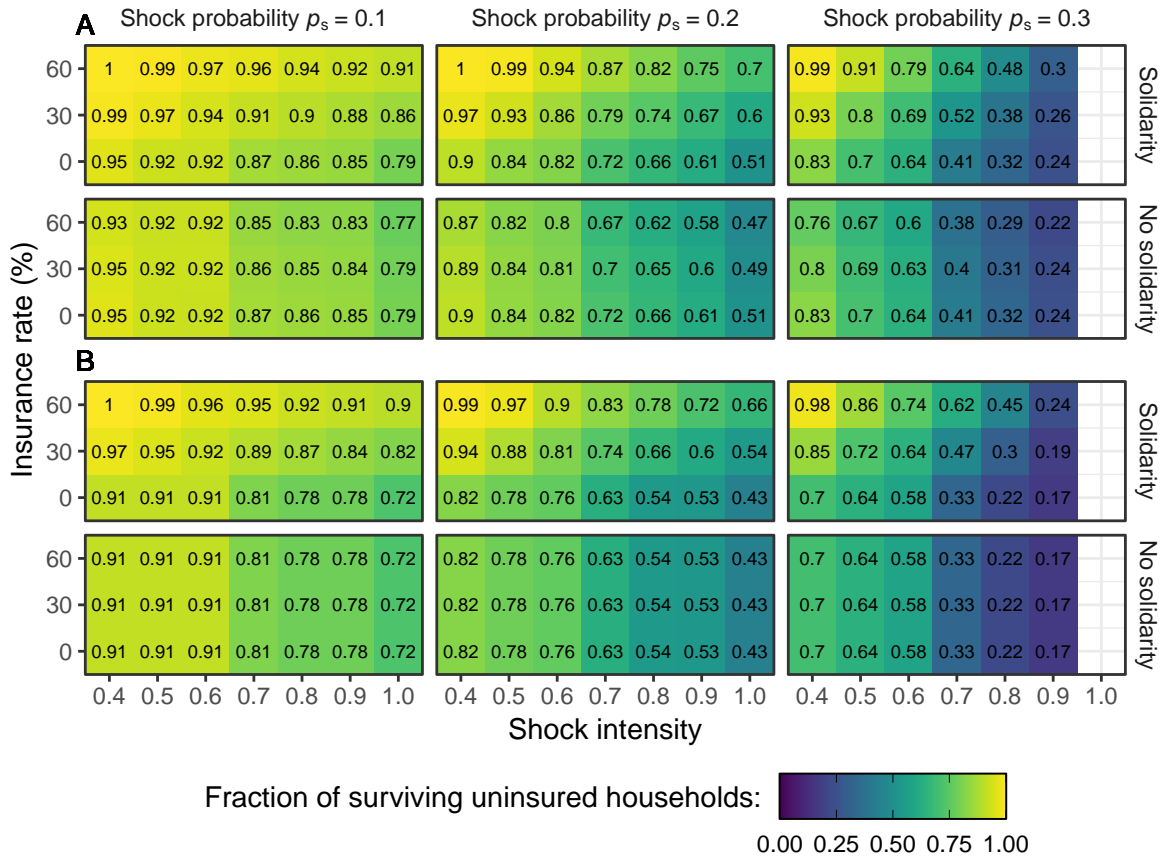 A
Shock probability pₛ = 0.1 Shock probability pₛ = 0.2 Shock probability pₛ = 0.3
60 1 0.99 0.97 0.96 0.94 0.92 0.91 1 0.99 0.94 0.87 0.82 0.75 0.7 0.99 0.91 0.79 0.64 0.48 0.3
30 0.99 0.97 0.94 0.91 0.9 0.88 0.86 0.97 0.93 0.86 0.79 0.74 0.67 0.6 0.93 0.8 0.69 0.52 0.38 0.26
0 0.95 0.92 0.92 0.87 0.86 0.85 0.79 0.9 0.84 0.82 0.72 0.66 0.61 0.51 0.83 0.7 0.64 0.41 0.32 0.24
Solidarity
60 0.93 0.92 0.92 0.85 0.83 0.83 0.77 0.87 0.82 0.8 0.67 0.62 0.58 0.47 0.76 0.67 0.6 0.38 0.29 0.22
30 0.95 0.92 0.92 0.86 0.85 0.84 0.79 0.89 0.84 0.81 0.7 0.65 0.6 0.49 0.8 0.69 0.63 0.4 0.31 0.24
0 0.95 0.92 0.92 0.87 0.86 0.85 0.79 0.9 0.84 0.82 0.72 0.66 0.61 0.51 0.83 0.7 0.64 0.41 0.32 0.24
No solidarity
Insurance rate (%)
B
60 1 0.99 0.96 0.95 0.92 0.91 0.9 0.99 0.97 0.9 0.83 0.78 0.72 0.66 0.98 0.86 0.74 0.62 0.45 0.24
30 0.97 0.95 0.92 0.89 0.87 0.84 0.82 0.94 0.88 0.81 0.74 0.66 0.6 0.54 0.85 0.72 0.64 0.47 0.3 0.19
0 0.91 0.91 0.91 0.81 0.78 0.78 0.72 0.82 0.78 0.76 0.63 0.54 0.53 0.43 0.7 0.64 0.58 0.33 0.22 0.17
Solidarity
60 0.91 0.91 0.91 0.81 0.78 0.78 0.72 0.82 0.78 0.76 0.63 0.54 0.53 0.43 0.7 0.64 0.58 0.33 0.22 0.17
30 0.91 0.91 0.91 0.81 0.78 0.78 0.72 0.82 0.78 0.76 0.63 0.54 0.53 0.43 0.7 0.64 0.58 0.33 0.22 0.17
0 0.91 0.91 0.91 0.81 0.78 0.78 0.72 0.82 0.78 0.76 0.63 0.54 0.53 0.43 0.7 0.64 0.58 0.33 0.22 0.17
No solidarity
0.4 0.5 0.6 0.7 0.8 0.9 1.0 0.4 0.5 0.6 0.7 0.8 0.9 1.0 0.4 0.5 0.6 0.7 0.8 0.9 1.0
Shock intensity
Fraction of surviving uninsured households:
0.00 0.25 0.50 0.75 1.00